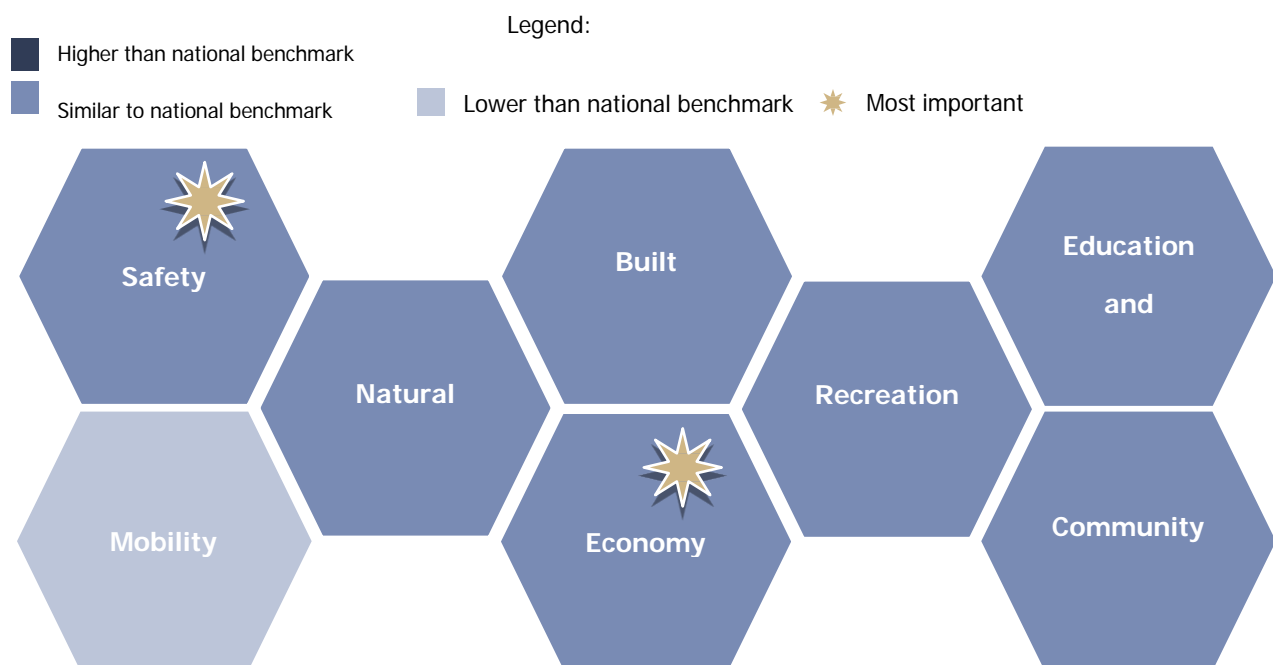 Legend:
Higher than national benchmark
Similar to national benchmark
Lower than national benchmark
Most important
Safety
Built
Education
and
Natural
Recreation
Mobility
Economy
Community